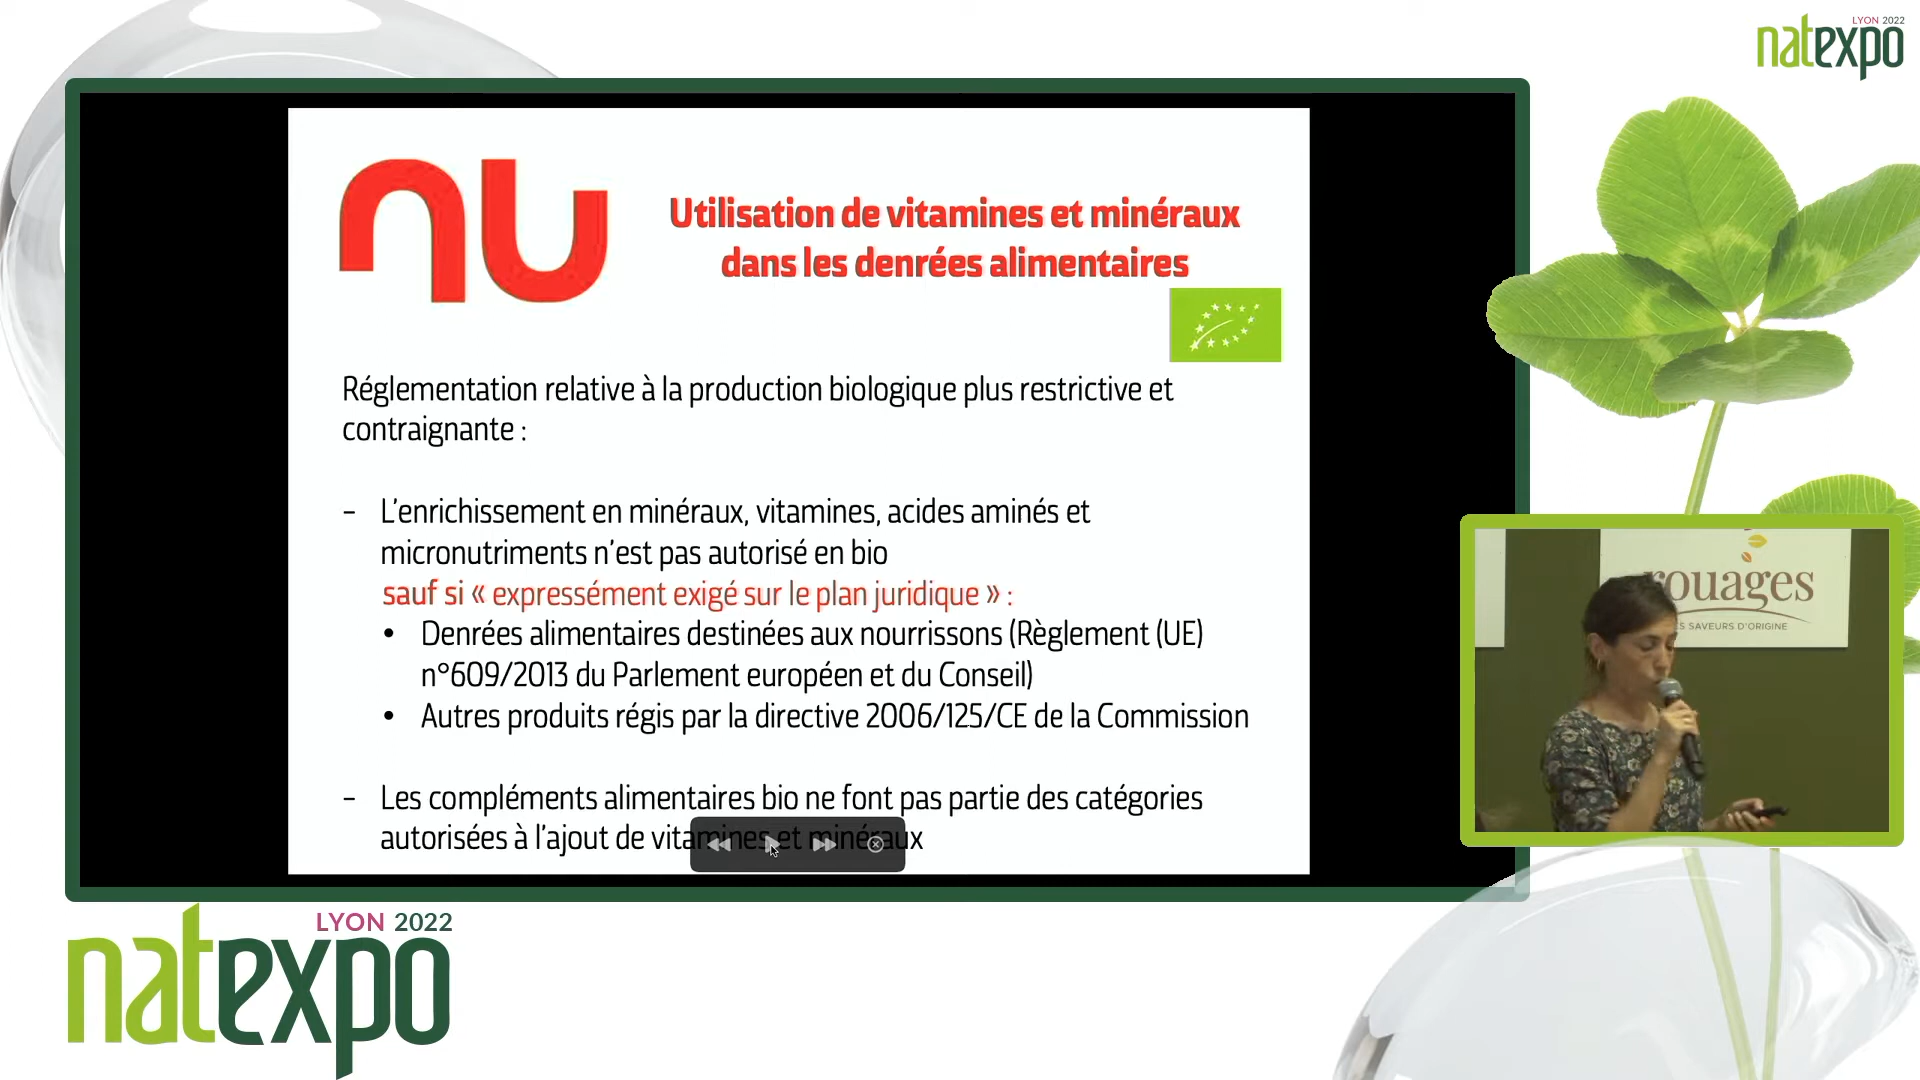 LYON 2022
natexpo
nu
Utilisation de vitamines et minéraux
dans les denrées alimentaires
Réglementation relative à la production biologique plus restrictive et
contraignante :
- L'enrichissement en minéraux, vitamines, acides aminés et
micronutriments n'est pas autorisé en bio
sauf si « expressément exigé sur le plan juridique » :
• Denrées alimentaires destinées aux nourrissons (Règlement (UE)
n°609/2013 du Parlement européen et du Conseil)
• Autres produits régis par la directive 2006/125/CE de la Commission
- Les compléments alimentaires bio ne font pas partie des catégories
autorisées à l'ajout de vitamines et minéraux
rouages
SAVEURS D'ORIGINE
LYON 2022
natexpo